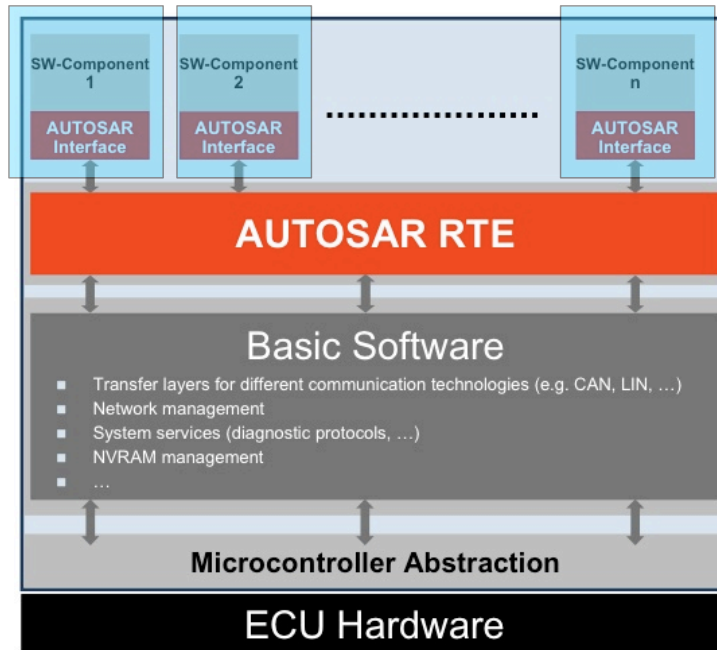 SW-Component
1
AUTOSAR
Interface
SW-Component
2
AUTOSAR
Interface
....................
SW-Component
n
AUTOSAR
Interface
AUTOSAR RTE
Basic Software
Transfer layers for different communication technologies (e.g. CAN, LIN, …)
Network management
System services (diagnostic protocols, …)
NVRAM management
…
Microcontroller Abstraction
ECU Hardware